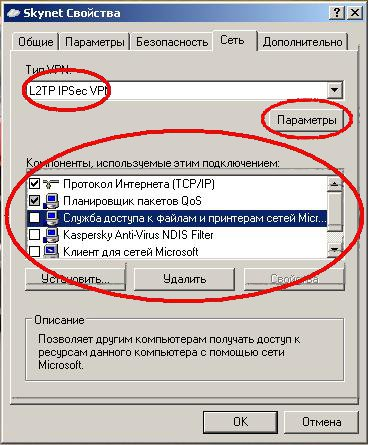 Skynet Свойства
Общие Параметры Безопасность Сеть Дополнительно
Тип VPN:
L2TP IPSec VPN
Параметры
Компоненты, используемые этим подключением:
Протокол Интернета (TCP/IP)
Планировщик пакетов QoS
Служба доступа к файлам и принтерам сетей Micr...
Kaspersky Anti-Virus NDIS Filter
Клиент для сетей Microsoft
Установить... Удалить Свойства
Описание
Позволяет другим компьютерам получать доступ к
ресурсам данного компьютера с помощью сети
Microsoft.
OK Отмена